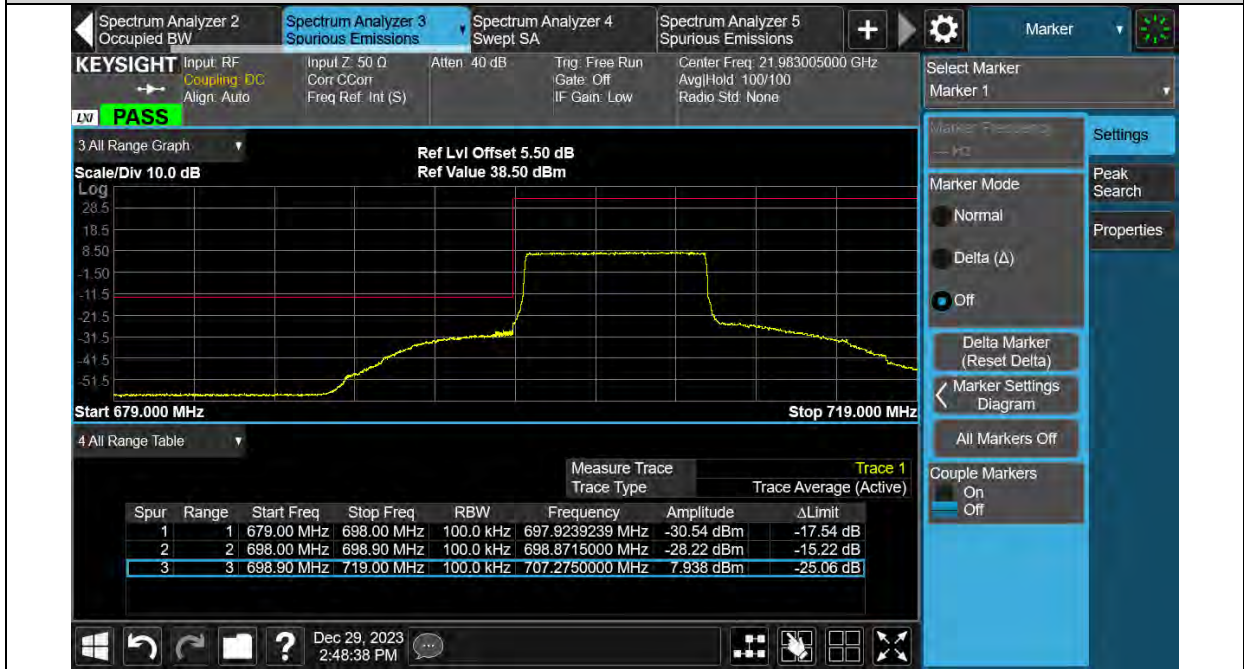 Spectrum Analyzer 2
Occupied BW
Spectrum Analyzer 3
Spurious Emissions
Spectrum Analyzer 4
Swept SA
Spectrum Analyzer 5
Spurious Emissions
+
Marker
KEYSIGHT
Input: RF
Coupling: DC
Align: Auto
Input Z: 50 Ω
Corr CCorr
Freq Ref: Int (S)
Atten: 40 dB
Trig: Free Run
Gate: Off
IF Gain: Low
Center Freq: 21.983005000 GHz
Avg|Hold: 100/100
Radio Std: None
LXI PASS
Select Marker
Marker 1
Marker Frequency
--- Hz
Settings
Peak Search
Properties
Marker Mode
Normal
Delta (Δ)
Off
Delta Marker
(Reset Delta)
Marker Settings
Diagram
All Markers Off
Couple Markers
On
Off
3 All Range Graph
Ref Lvl Offset 5.50 dB
Scale/Div 10.0 dB
Ref Value 38.50 dBm
Log
28.5
18.5
8.50
-1.50
-11.5
-21.5
-31.5
-41.5
-51.5
Start 679.000 MHz
Stop 719.000 MHz
4 All Range Table
Measure Trace Trace 1
Trace Type Trace Average (Active)
Spur Range Start Freq Stop Freq RBW Frequency Amplitude ΔLimit
1 1 679.00 MHz 698.00 MHz 100.0 kHz 697.9239239 MHz -30.54 dBm -17.54 dB
2 2 698.00 MHz 698.90 MHz 100.0 kHz 698.8715000 MHz -28.22 dBm -15.22 dB
3 3 698.90 MHz 719.00 MHz 100.0 kHz 707.2750000 MHz 7.938 dBm -25.06 dB
?
Dec 29, 2023
2:48:38 PM